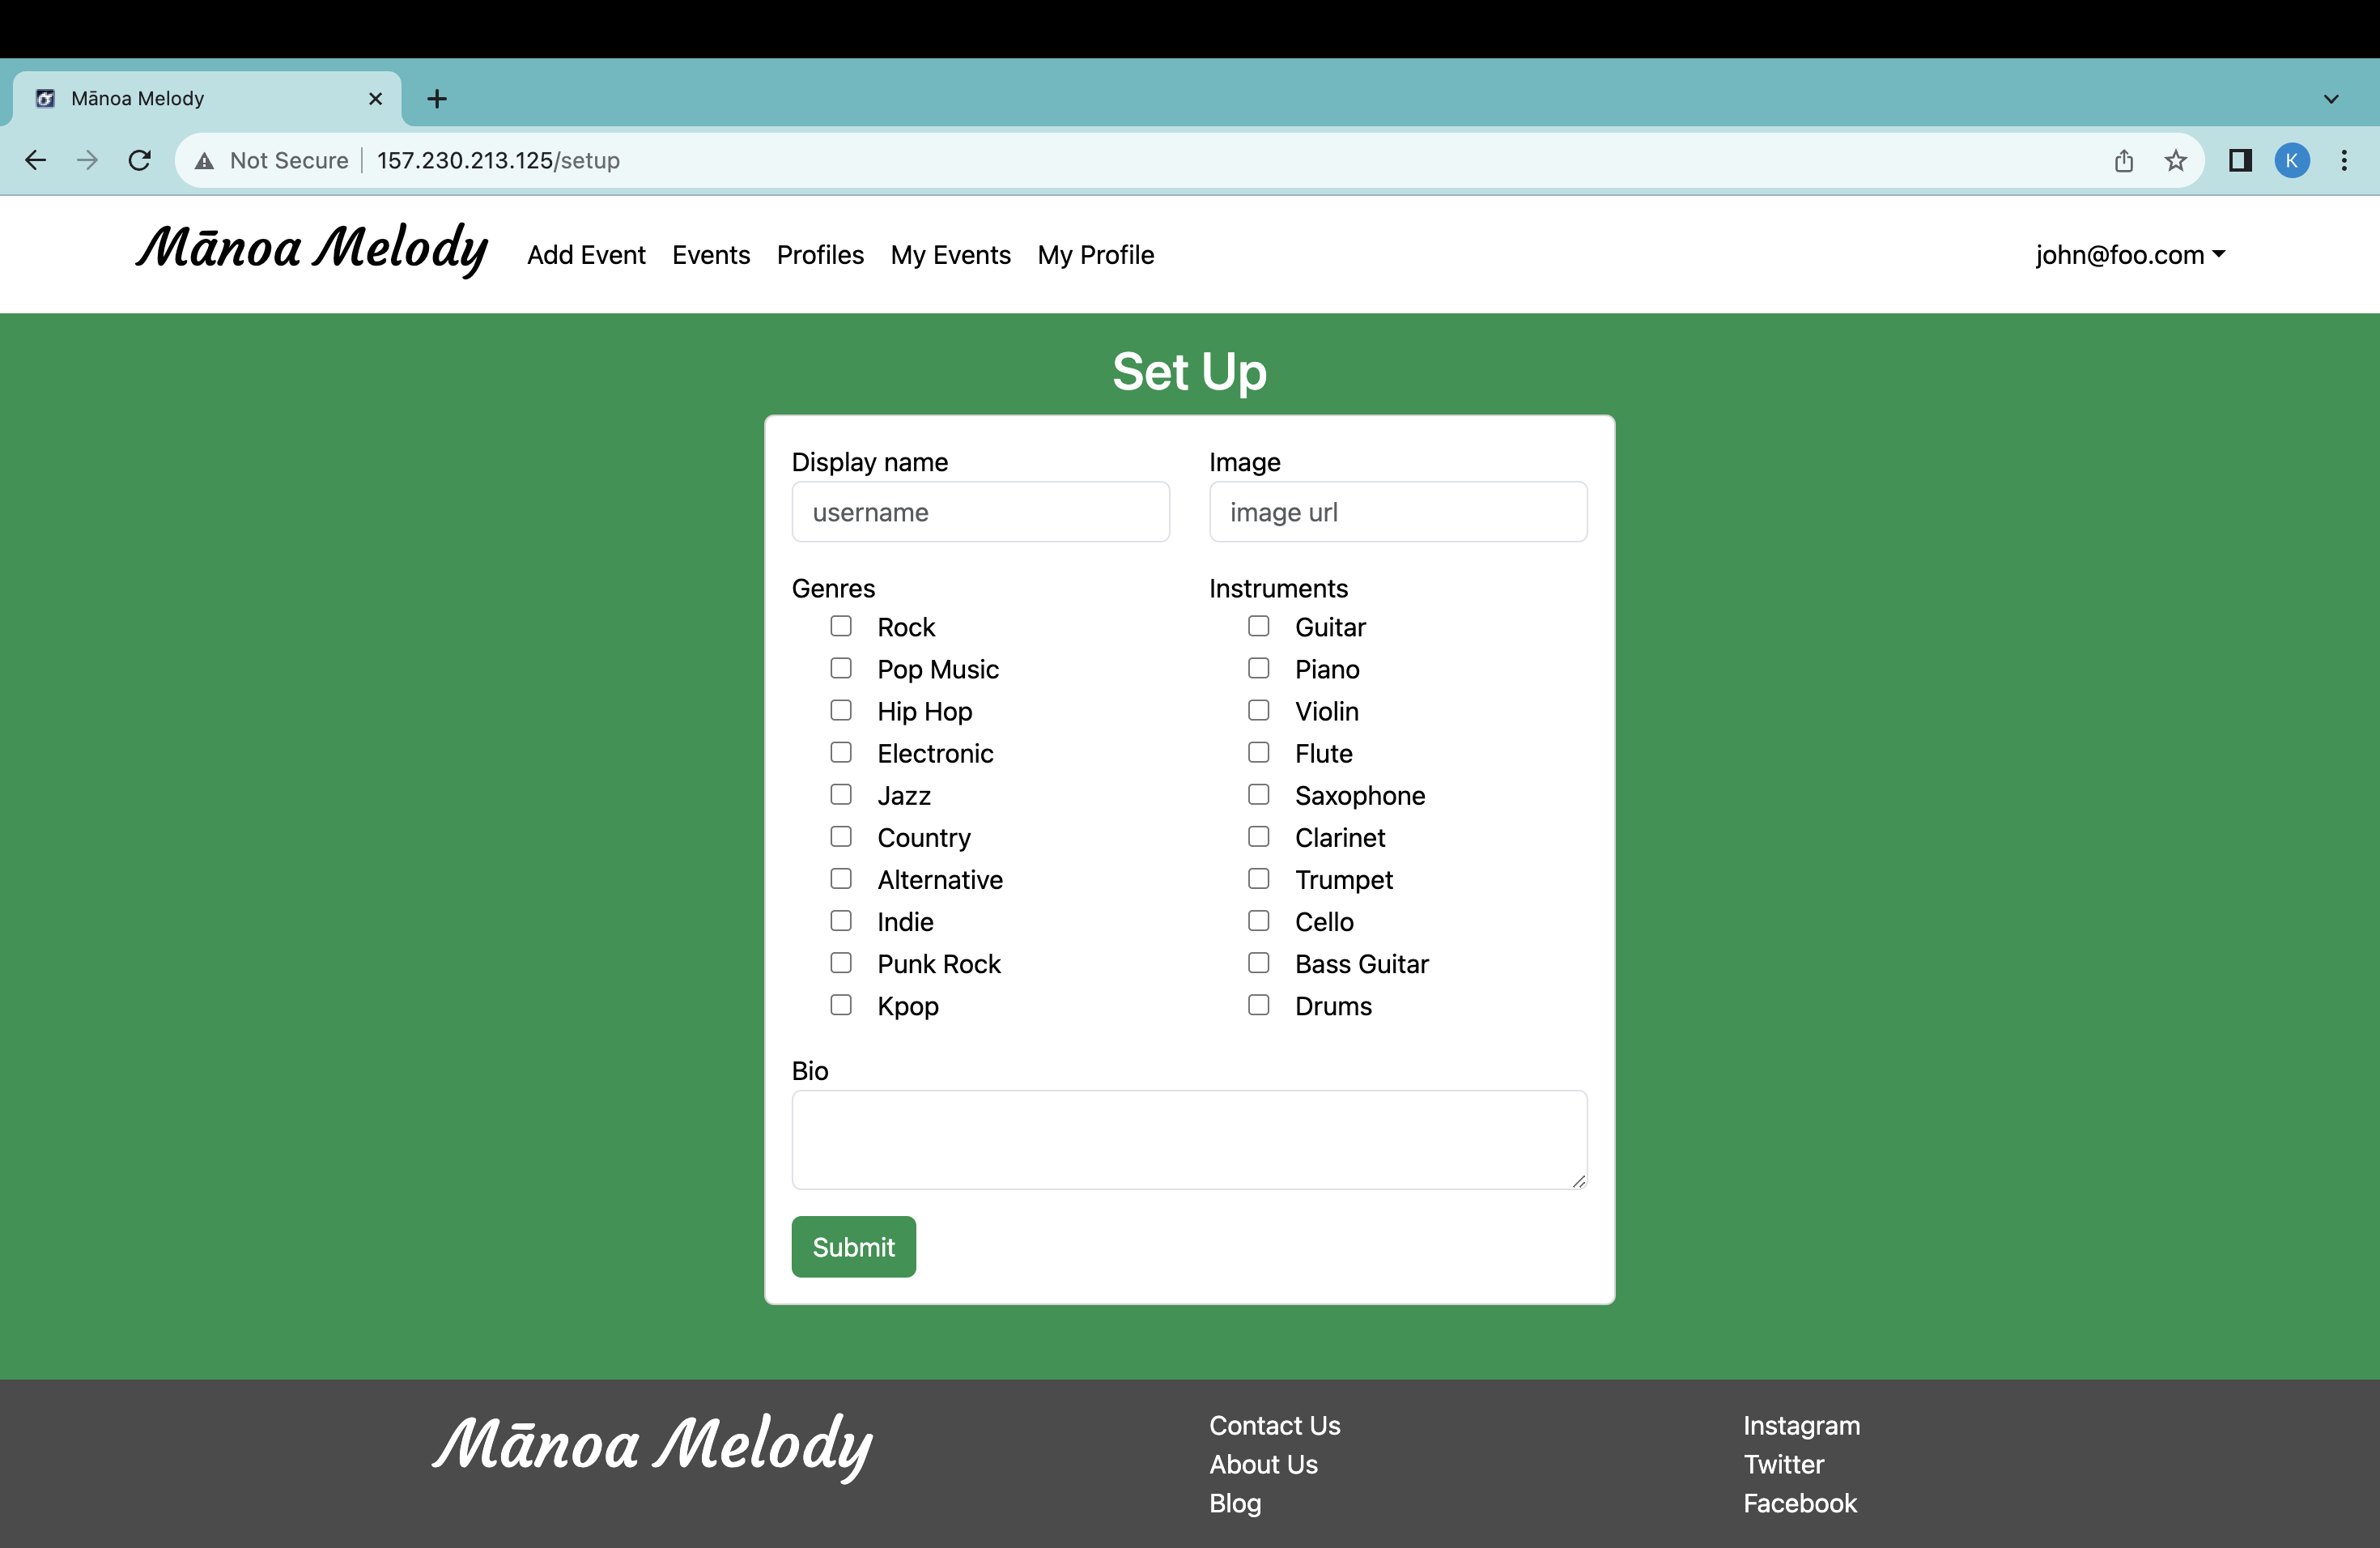 Mānoa Melody
Not Secure 157.230.213.125/setup
K
Mānoa Melody Add Event Events Profiles My Events My Profile john@foo.com
Set Up
Display name Image
username image url
Genres Instruments
Rock Guitar
Pop Music Piano
Hip Hop Violin
Electronic Flute
Jazz Saxophone
Country Clarinet
Alternative Trumpet
Indie Cello
Punk Rock Bass Guitar
Kpop Drums
Bio
Submit
Mānoa Melody
Contact Us Instagram
About Us Twitter
Blog Facebook